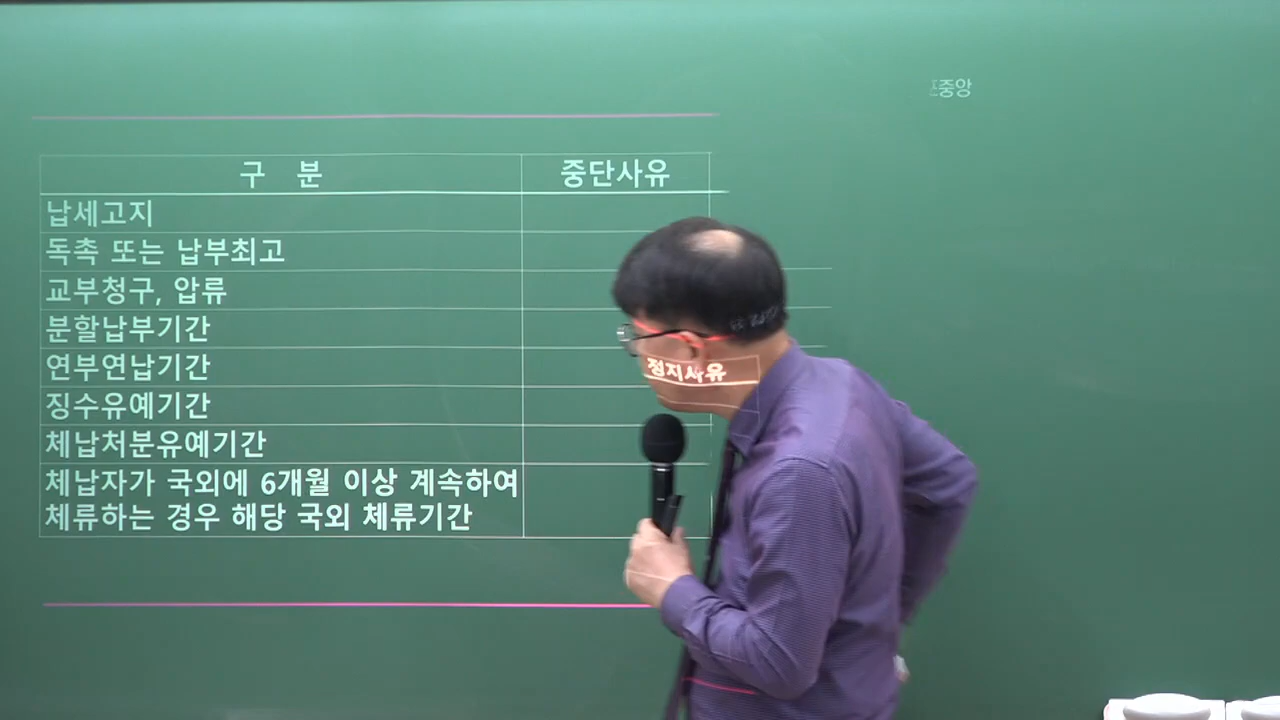 중앙
구 분 중단사유 정지사유
납세고지
독촉 또는 납부최고
교부청구, 압류
분할납부기간
연부연납기간
징수유예기간
체납처분유예기간
체납자가 국외에 6개월 이상 계속하여
체류하는 경우 해당 국외 체류기간